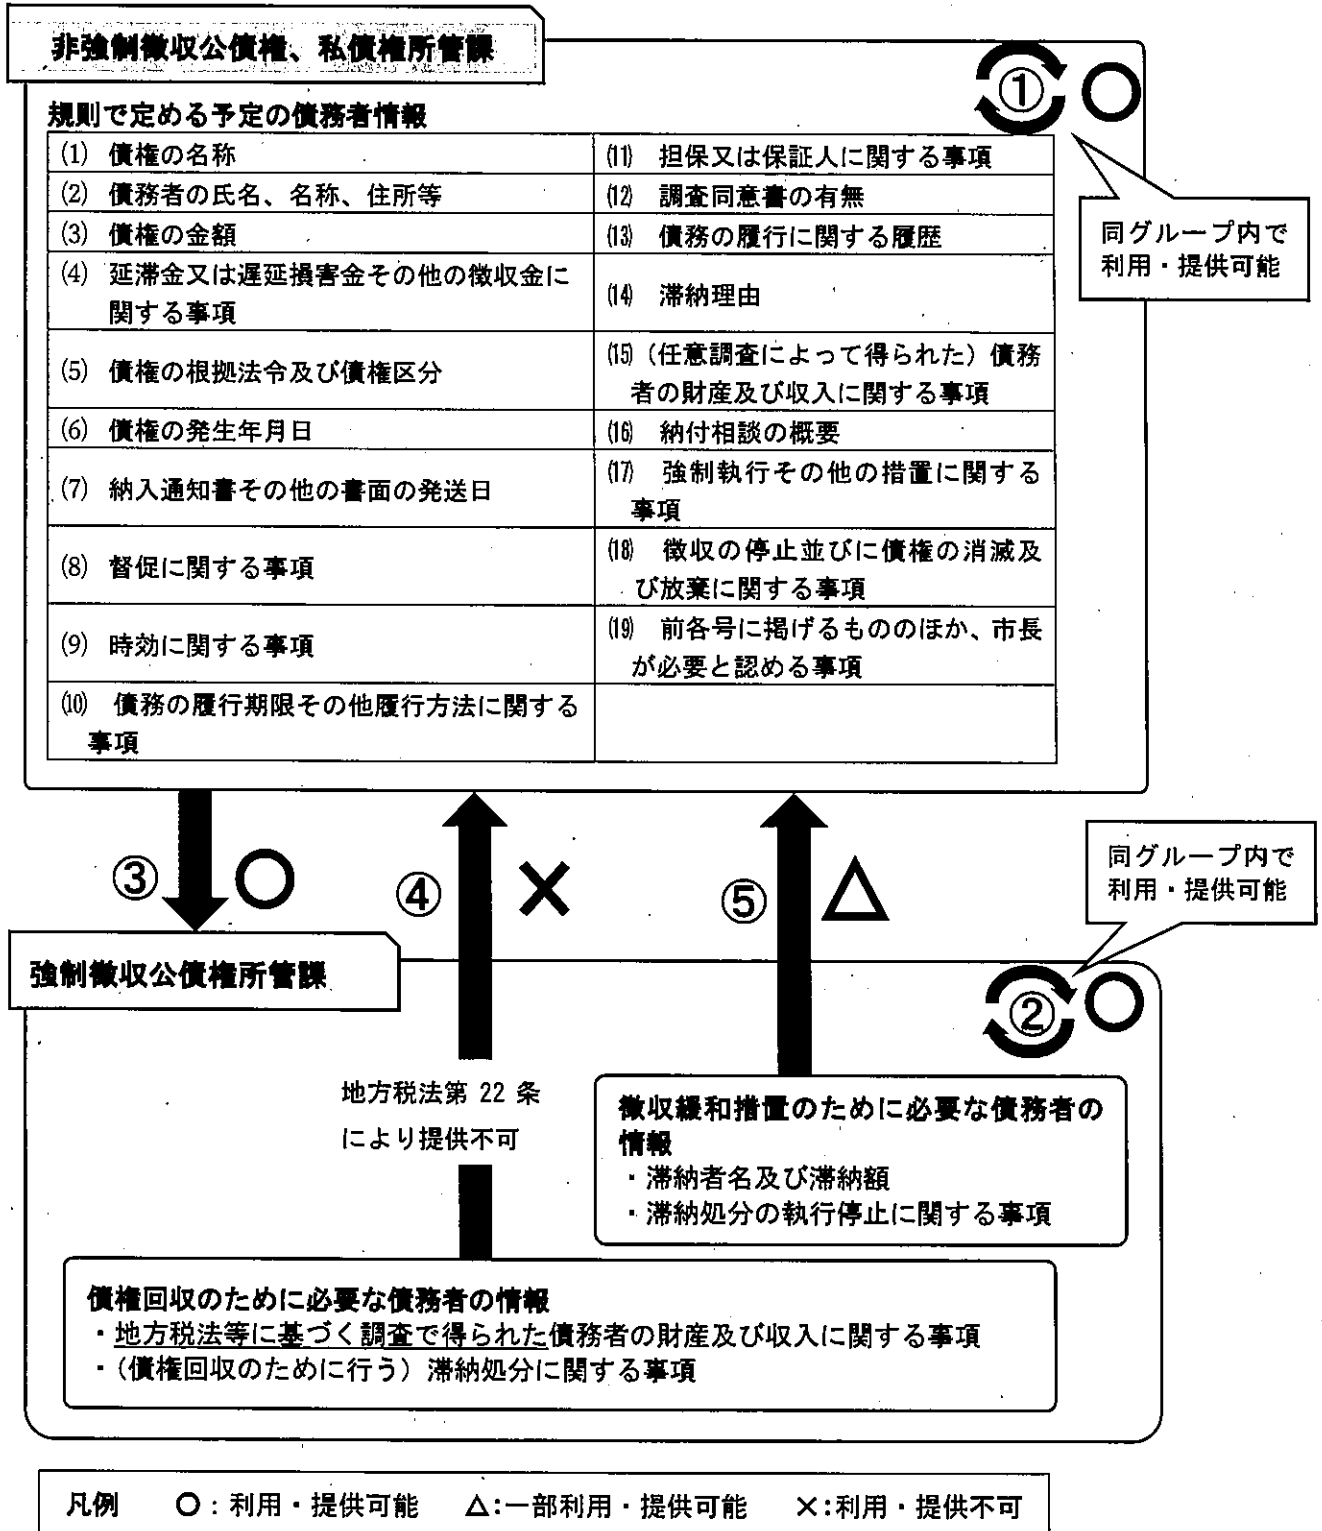 非強制徴収公債権、私債権所管課
① ○
規則で定める予定の債務者情報
(1) 債権の名称
(2) 債務者の氏名、名称、住所等
(3) 債権の金額
(4) 延滞金又は遅延損害金その他の徴収金に
関する事項
(5) 債権の根拠法令及び債権区分
(6) 債権の発生年月日
(7) 納入通知書その他の書面の発送日
(8) 督促に関する事項
(9) 時効に関する事項
(10) 債務の履行期限その他履行方法に関する
事項
(11) 担保又は保証人に関する事項
(12) 調査同意書の有無
(13) 債務の履行に関する履歴
(14) 滞納理由
(15)（任意調査によって得られた）債務
者の財産及び収入に関する事項
(16) 納付相談の概要
(17) 強制執行その他の措置に関する
事項
(18) 徴収の停止並びに債権の消滅及
び放棄に関する事項
(19) 前各号に掲げるもののほか、市長
が必要と認める事項
同グループ内で
利用・提供可能
③ ○ ④ × ⑤ △
同グループ内で
利用・提供可能
強制徴収公債権所管課
② ○
地方税法第 22 条
により提供不可
徴収緩和措置のために必要な債務者の
情報
・滞納者名及び滞納額
・滞納処分の執行停止に関する事項
債権回収のために必要な債務者の情報
・地方税法等に基づく調査で得られた債務者の財産及び収入に関する事項
・（債権回収のために行う）滞納処分に関する事項
凡例 ○：利用・提供可能 △：一部利用・提供可能 ×：利用・提供不可